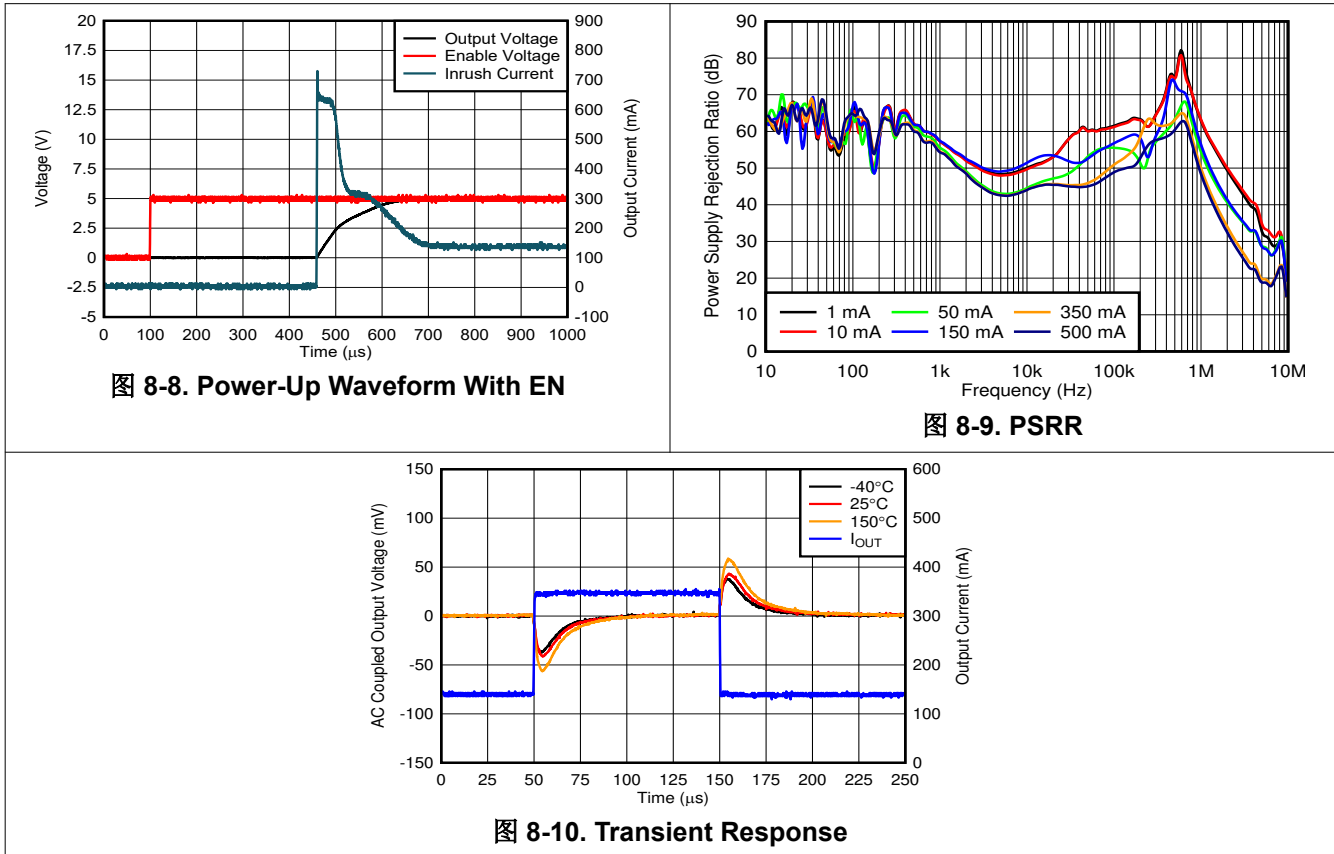 20
17.5
15
12.5
10
7.5
5
2.5
0
-2.5
-5
Voltage (V)
900
800
700
600
500
400
300
200
100
0
-100
Output Current (mA)
Output Voltage
Enable Voltage
Inrush Current
0 100 200 300 400 500 600 700 800 900 1000
Time (μs)
图 8-8. Power-Up Waveform With EN
90
80
70
60
50
40
30
20
10
0
Power Supply Rejection Ratio (dB)
1 mA 50 mA 350 mA
10 mA 150 mA 500 mA
10 100 1k 10k 100k 1M 10M
Frequency (Hz)
图 8-9. PSRR
150
100
50
0
-50
-100
-150
AC Coupled Output Voltage (mV)
600
500
400
300
200
100
0
Output Current (mA)
-40°C
25°C
150°C
IOUT
0 25 50 75 100 125 150 175 200 225 250
Time (μs)
图 8-10. Transient Response